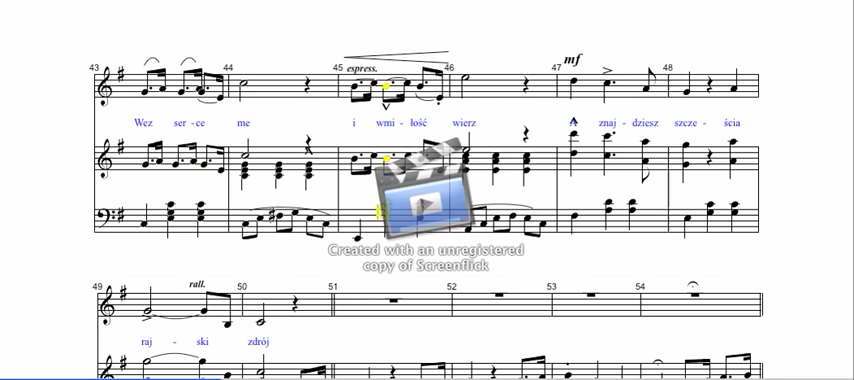 43 44 45 46 47 48
espress. mf
Wez ser - ce me i wmi - łość wierz A znaj - dziesz szczę - ścia
Created with an unregistered
copy of Screenflick
49 50 51 52 53 54
rall.
raj - ski zdrój